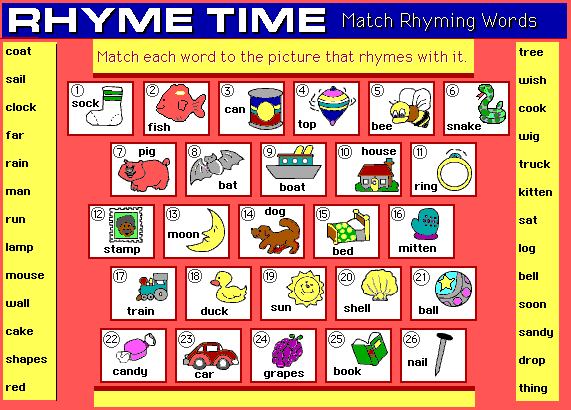 RHYME TIME Match Rhyming Words
Match each word to the picture that rhymes with it.
coat
sail
clock
far
rain
man
run
lamp
mouse
wall
cake
shapes
red
1 sock
2 fish
3 can
4 top
5 bee
6 snake
7 pig
8 bat
9 boat
10 house
11 ring
12 stamp
13 moon
14 dog
15 bed
16 mitten
17 train
18 duck
19 sun
20 shell
21 ball
22 candy
23 car
24 grapes
25 book
26 nail
tree
wish
cook
wig
truck
kitten
sat
log
bell
soon
sandy
drop
thing